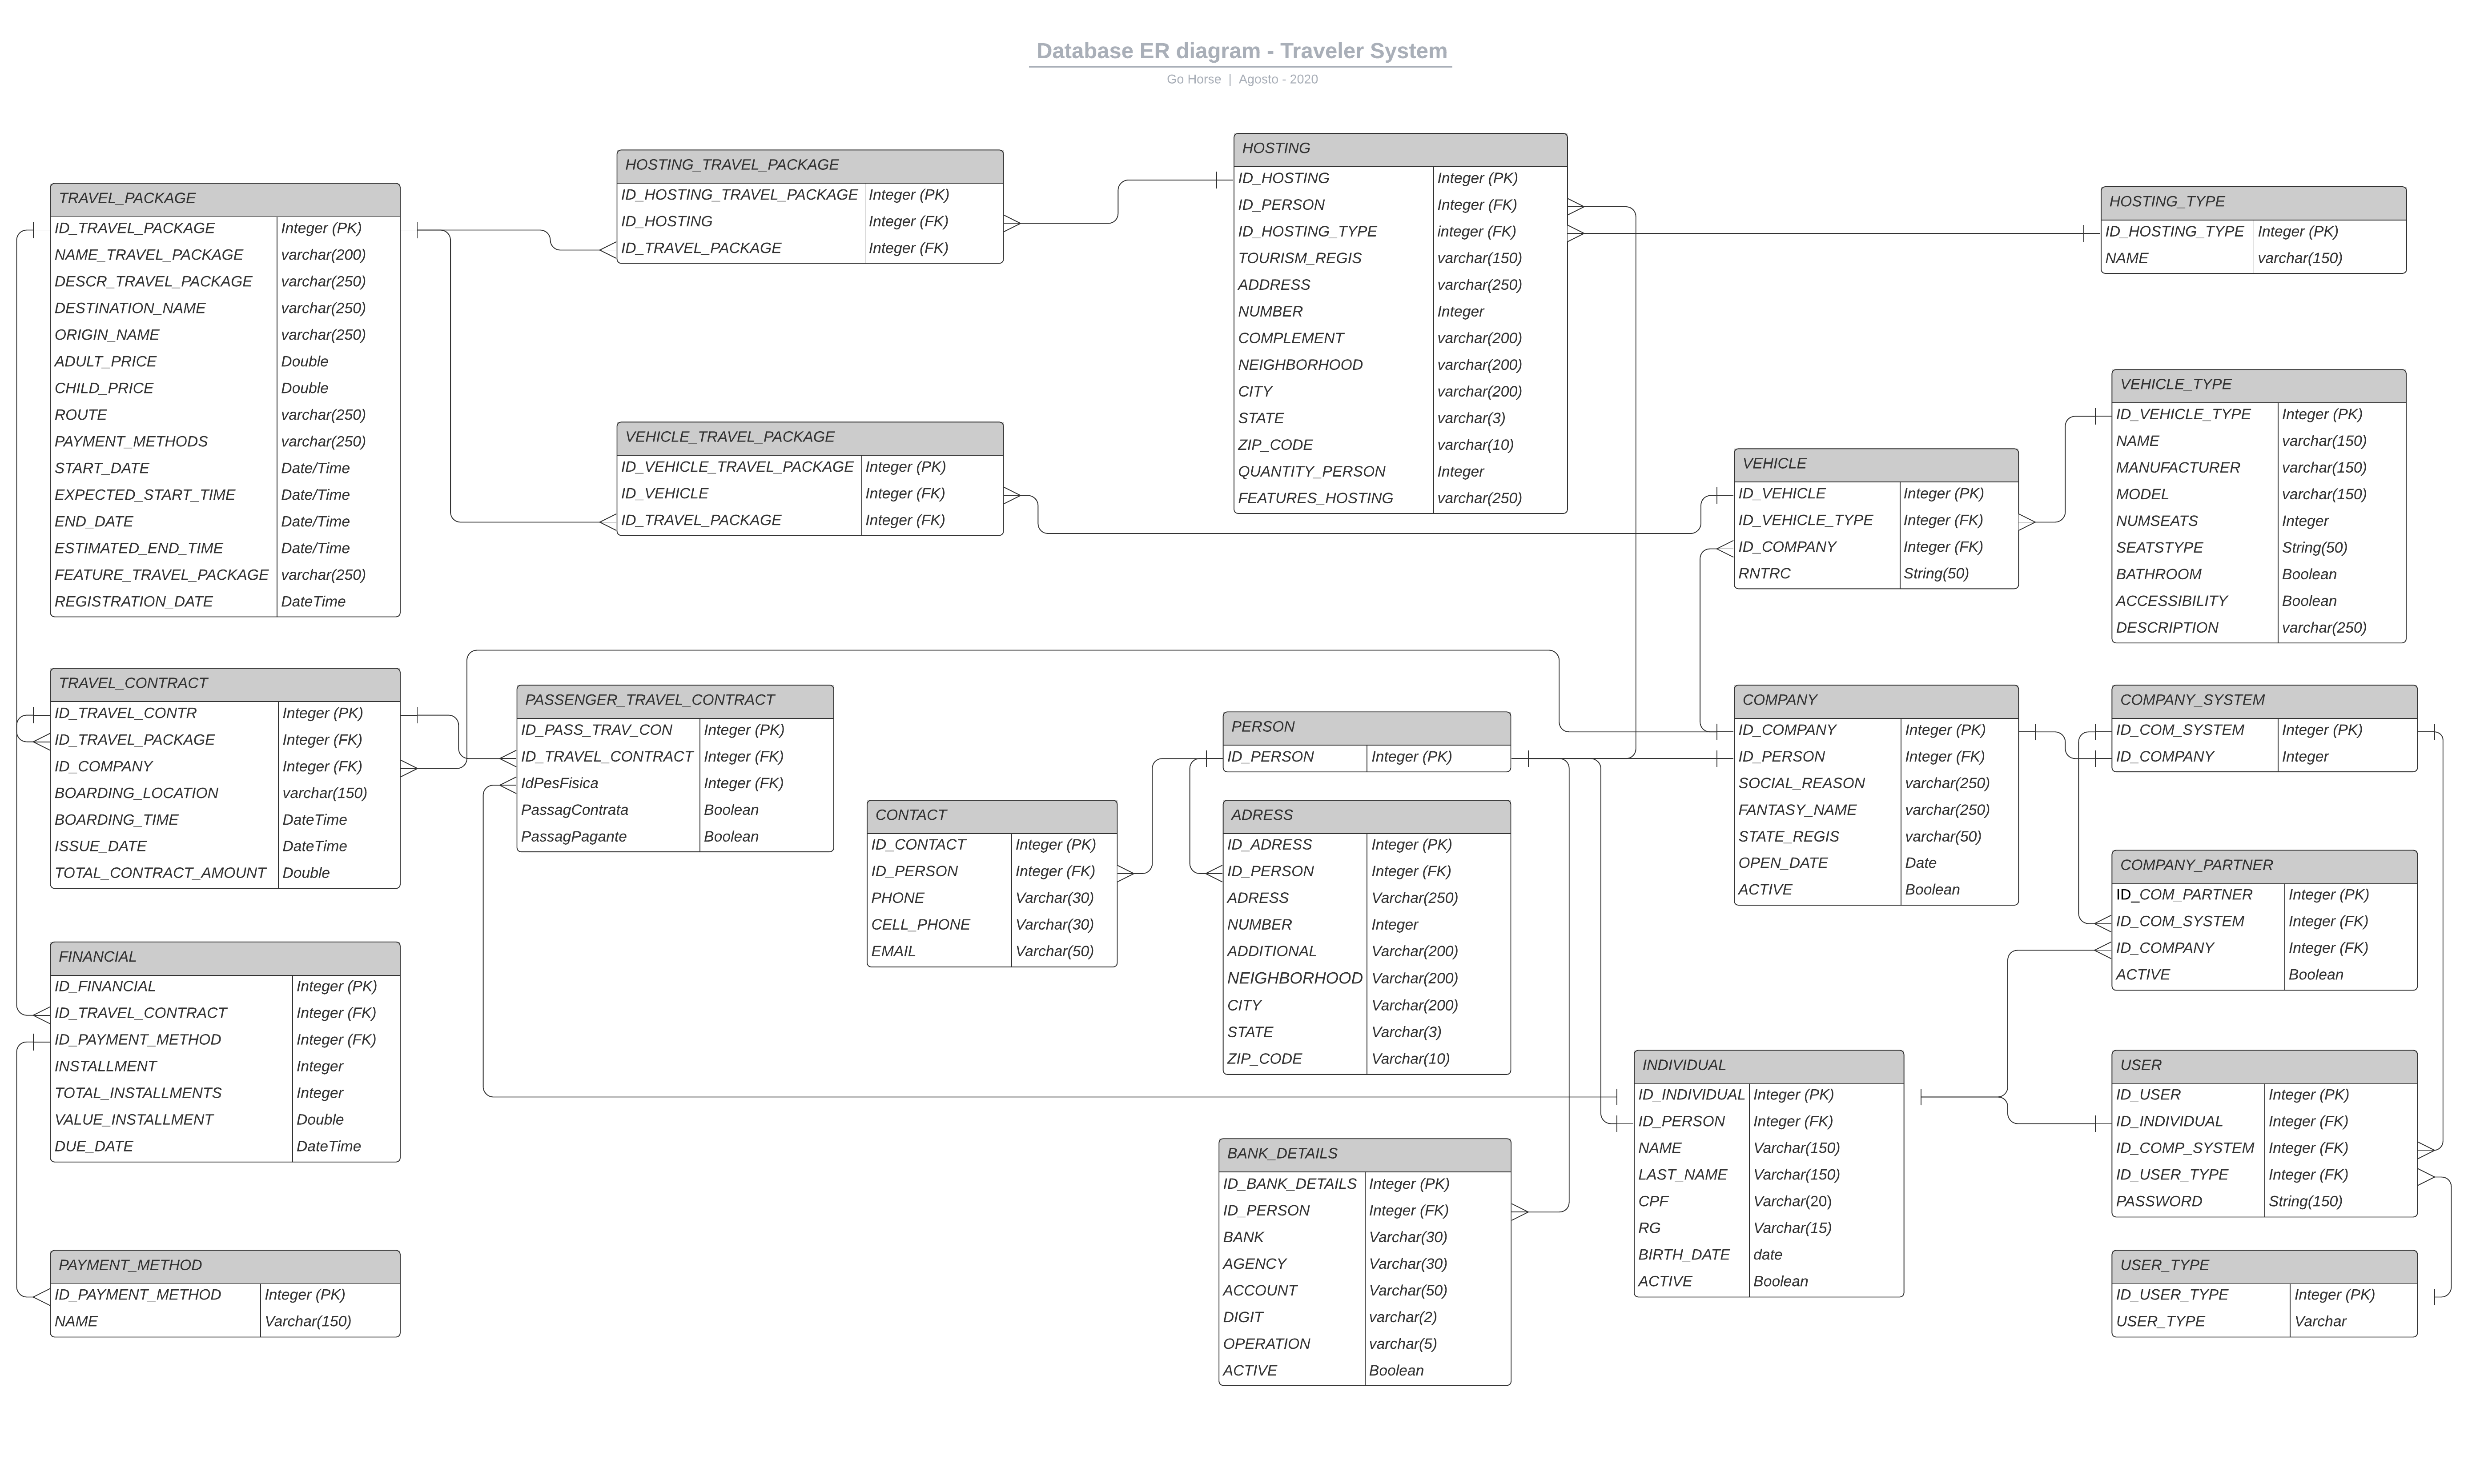 Database ER diagram - Traveler System
Go Horse | Agosto - 2020
TRAVEL_PACKAGE
ID_TRAVEL_PACKAGE Integer (PK)
NAME_TRAVEL_PACKAGE varchar(200)
DESCR_TRAVEL_PACKAGE varchar(250)
DESTINATION_NAME varchar(250)
ORIGIN_NAME varchar(250)
ADULT_PRICE Double
CHILD_PRICE Double
ROUTE varchar(250)
PAYMENT_METHODS varchar(250)
START_DATE Date/Time
EXPECTED_START_TIME Date/Time
END_DATE Date/Time
ESTIMATED_END_TIME Date/Time
FEATURE_TRAVEL_PACKAGE varchar(250)
REGISTRATION_DATE DateTime
HOSTING_TRAVEL_PACKAGE
ID_HOSTING_TRAVEL_PACKAGE Integer (PK)
ID_HOSTING Integer (FK)
ID_TRAVEL_PACKAGE Integer (FK)
VEHICLE_TRAVEL_PACKAGE
ID_VEHICLE_TRAVEL_PACKAGE Integer (PK)
ID_VEHICLE Integer (FK)
ID_TRAVEL_PACKAGE Integer (FK)
HOSTING
ID_HOSTING Integer (PK)
ID_PERSON Integer (FK)
ID_HOSTING_TYPE integer (FK)
TOURISM_REGIS varchar(150)
ADDRESS varchar(250)
NUMBER Integer
COMPLEMENT varchar(200)
NEIGHBORHOOD varchar(200)
CITY varchar(200)
STATE varchar(3)
ZIP_CODE varchar(10)
QUANTITY_PERSON Integer
FEATURES_HOSTING varchar(250)
HOSTING_TYPE
ID_HOSTING_TYPE Integer (PK)
NAME varchar(150)
VEHICLE
ID_VEHICLE Integer (PK)
ID_VEHICLE_TYPE Integer (FK)
ID_COMPANY Integer (FK)
RNTRC String(50)
VEHICLE_TYPE
ID_VEHICLE_TYPE Integer (PK)
NAME varchar(150)
MANUFACTURER varchar(150)
MODEL varchar(150)
NUMSEATS Integer
SEATSTYPE String(50)
BATHROOM Boolean
ACCESSIBILITY Boolean
DESCRIPTION varchar(250)
TRAVEL_CONTRACT
ID_TRAVEL_CONTR Integer (PK)
ID_TRAVEL_PACKAGE Integer (FK)
ID_COMPANY Integer (FK)
BOARDING_LOCATION varchar(150)
BOARDING_TIME DateTime
ISSUE_DATE DateTime
TOTAL_CONTRACT_AMOUNT Double
PASSENGER_TRAVEL_CONTRACT
ID_PASS_TRAV_CON Integer (PK)
ID_TRAVEL_CONTRACT Integer (FK)
IdPesFisica Integer (FK)
PassagContrata Boolean
PassagPagante Boolean
CONTACT
ID_CONTACT Integer (PK)
ID_PERSON Integer (FK)
PHONE Varchar(30)
CELL_PHONE Varchar(30)
EMAIL Varchar(50)
PERSON
ID_PERSON Integer (PK)
ADRESS
ID_ADRESS Integer (PK)
ID_PERSON Integer (FK)
ADRESS Varchar(250)
NUMBER Integer
ADDITIONAL Varchar(200)
NEIGHBORHOOD Varchar(200)
CITY Varchar(200)
STATE Varchar(3)
ZIP_CODE Varchar(10)
COMPANY
ID_COMPANY Integer (PK)
ID_PERSON Integer (FK)
SOCIAL_REASON varchar(250)
FANTASY_NAME varchar(250)
STATE_REGIS varchar(50)
OPEN_DATE Date
ACTIVE Boolean
COMPANY_SYSTEM
ID_COM_SYSTEM Integer (PK)
ID_COMPANY Integer
COMPANY_PARTNER
ID_COM_PARTNER Integer (PK)
ID_COM_SYSTEM Integer (FK)
ID_COMPANY Integer (FK)
ACTIVE Boolean
FINANCIAL
ID_FINANCIAL Integer (PK)
ID_TRAVEL_CONTRACT Integer (FK)
ID_PAYMENT_METHOD Integer (FK)
INSTALLMENT Integer
TOTAL_INSTALLMENTS Integer
VALUE_INSTALLMENT Double
DUE_DATE DateTime
PAYMENT_METHOD
ID_PAYMENT_METHOD Integer (PK)
NAME Varchar(150)
BANK_DETAILS
ID_BANK_DETAILS Integer (PK)
ID_PERSON Integer (FK)
BANK Varchar(30)
AGENCY Varchar(30)
ACCOUNT Varchar(50)
DIGIT varchar(2)
OPERATION varchar(5)
ACTIVE Boolean
INDIVIDUAL
ID_INDIVIDUAL Integer (PK)
ID_PERSON Integer (FK)
NAME Varchar(150)
LAST_NAME Varchar(150)
CPF Varchar(20)
RG Varchar(15)
BIRTH_DATE date
ACTIVE Boolean
USER
ID_USER Integer (PK)
ID_INDIVIDUAL Integer (FK)
ID_COMP_SYSTEM Integer (FK)
ID_USER_TYPE Integer (FK)
PASSWORD String(150)
USER_TYPE
ID_USER_TYPE Integer (PK)
USER_TYPE Varchar